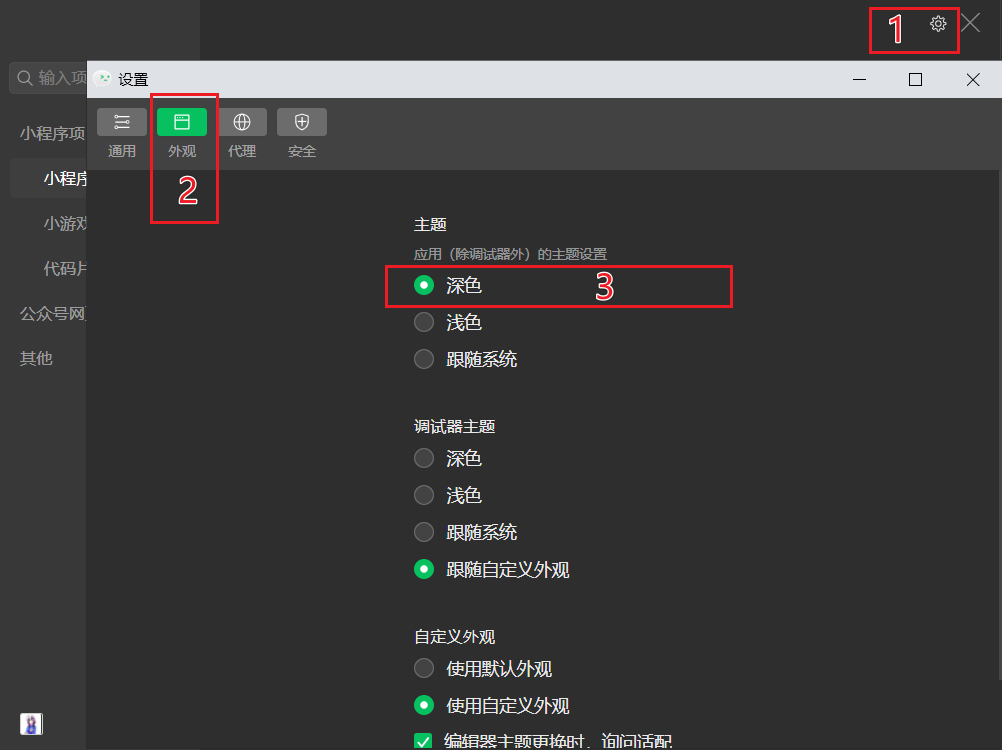 1
输入项
设置
通用
外观
代理
安全
2
小程序项
小程序
小游戏
代码片
公众号网
其他
主题
应用（除调试器外）的主题设置
深色
3
浅色
跟随系统
调试器主题
深色
浅色
跟随系统
跟随自定义外观
自定义外观
使用默认外观
使用自定义外观
编辑器主题更换时，询问适配